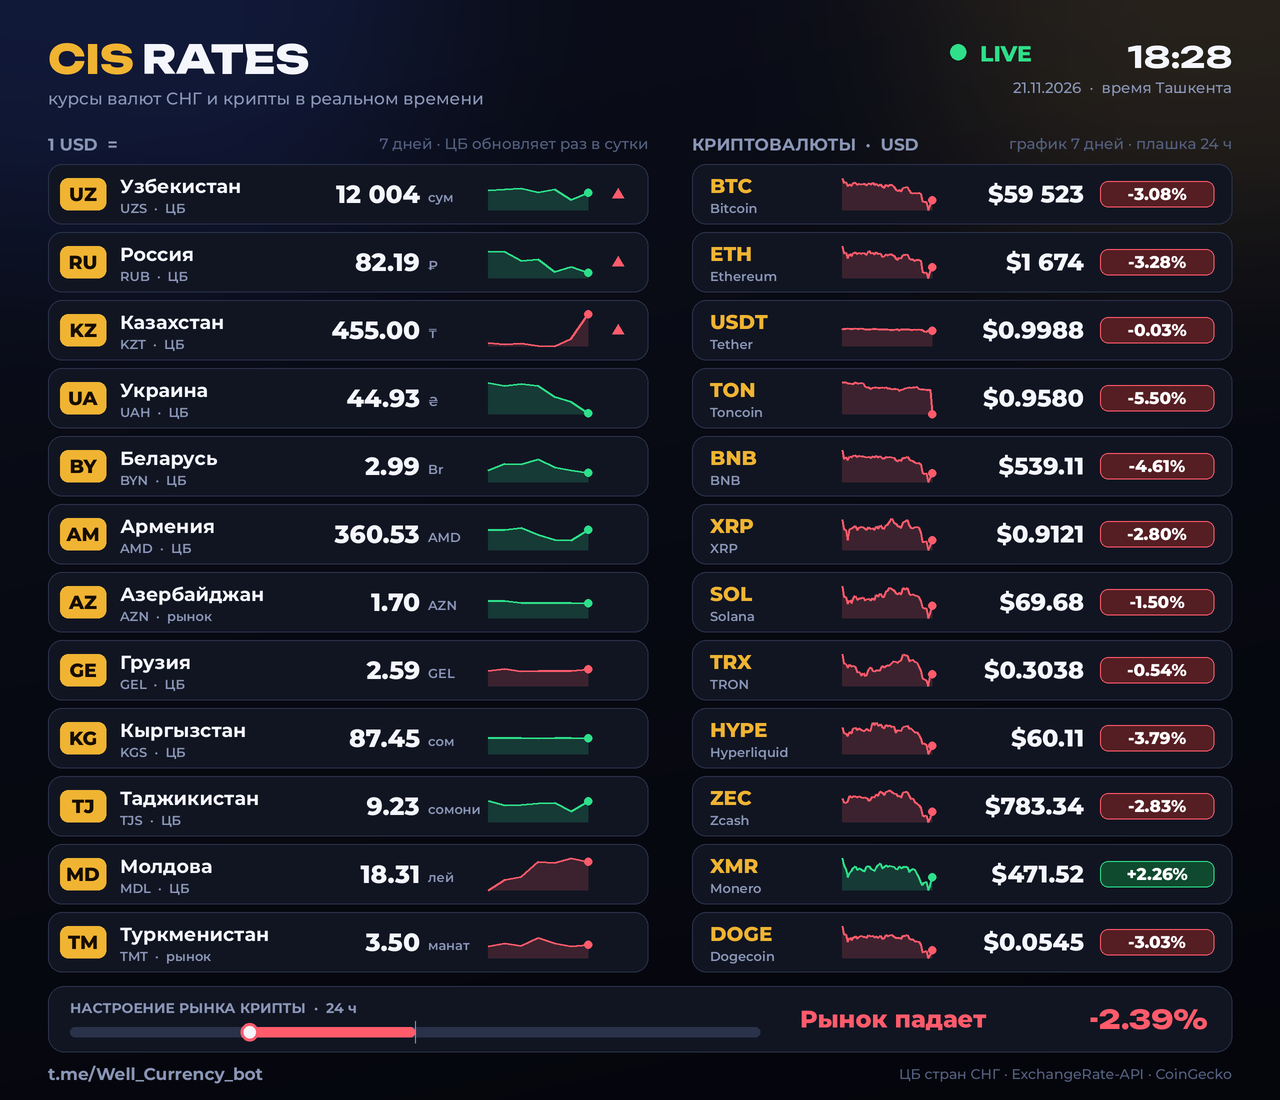 CIS RATES
курсы валют СНГ и крипты в реальном времени
LIVE
18:28
21.11.2026 · время Ташкента
1 USD =
7 дней · ЦБ обновляет раз в сутки
UZ Узбекистан 12 004 сум
UZS · ЦБ
RU Россия 82.19 ₽
RUB · ЦБ
KZ Казахстан 455.00 ₸
KZT · ЦБ
UA Украина 44.93 ₴
UAH · ЦБ
BY Беларусь 2.99 Br
BYN · ЦБ
AM Армения 360.53 AMD
AMD · ЦБ
AZ Азербайджан 1.70 AZN
AZN · рынок
GE Грузия 2.59 GEL
GEL · ЦБ
KG Кыргызстан 87.45 сом
KGS · ЦБ
TJ Таджикистан 9.23 сомони
TJS · ЦБ
MD Молдова 18.31 лей
MDL · ЦБ
TM Туркменистан 3.50 манат
TMT · рынок
КРИПТОВАЛЮТЫ · USD
график 7 дней · плашка 24 ч
BTC $59 523 -3.08%
Bitcoin
ETH $1 674 -3.28%
Ethereum
USDT $0.9988 -0.03%
Tether
TON $0.9580 -5.50%
Toncoin
BNB $539.11 -4.61%
BNB
XRP $0.9121 -2.80%
XRP
SOL $69.68 -1.50%
Solana
TRX $0.3038 -0.54%
TRON
HYPE $60.11 -3.79%
Hyperliquid
ZEC $783.34 -2.83%
Zcash
XMR $471.52 +2.26%
Monero
DOGE $0.0545 -3.03%
Dogecoin
НАСТРОЕНИЕ РЫНКА КРИПТЫ · 24 ч
Рынок падает -2.39%
t.me/Well_Currency_bot
ЦБ стран СНГ · ExchangeRate-API · CoinGecko